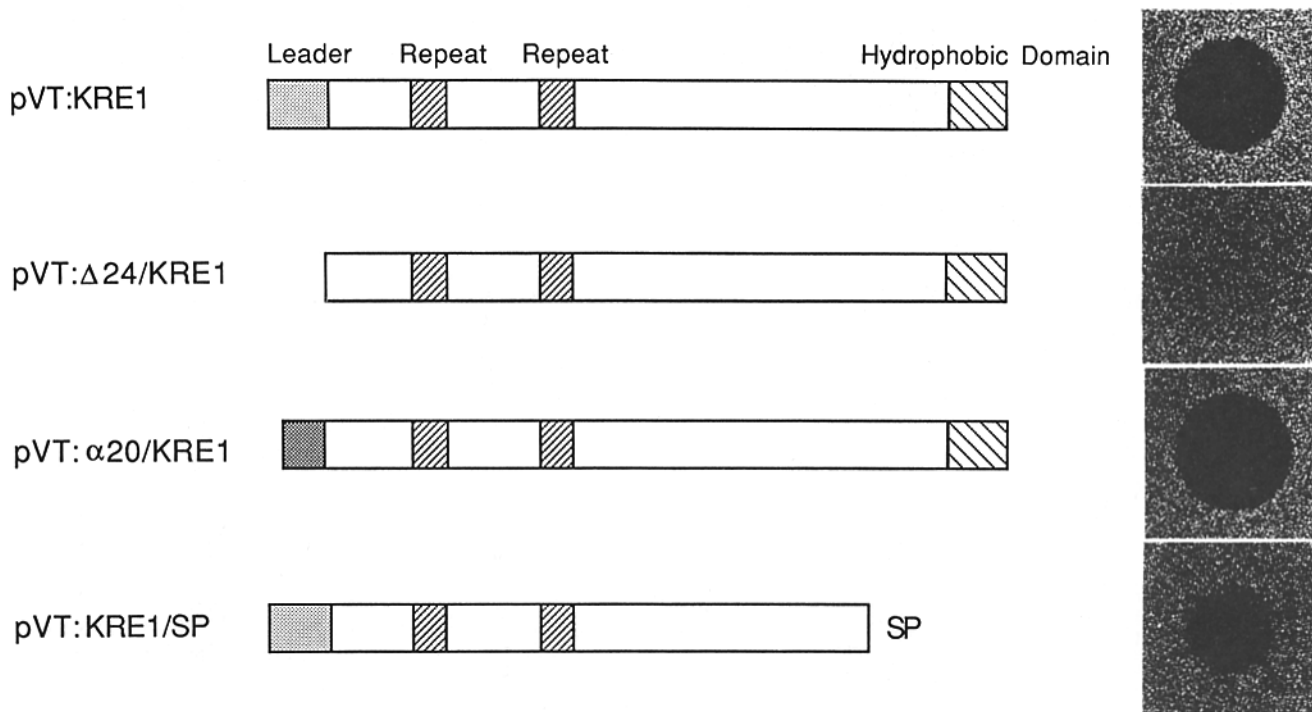 Leader Repeat Repeat Hydrophobic Domain
pVT:KRE1
pVT:Δ24/KRE1
pVT:α20/KRE1
pVT:KRE1/SP SP